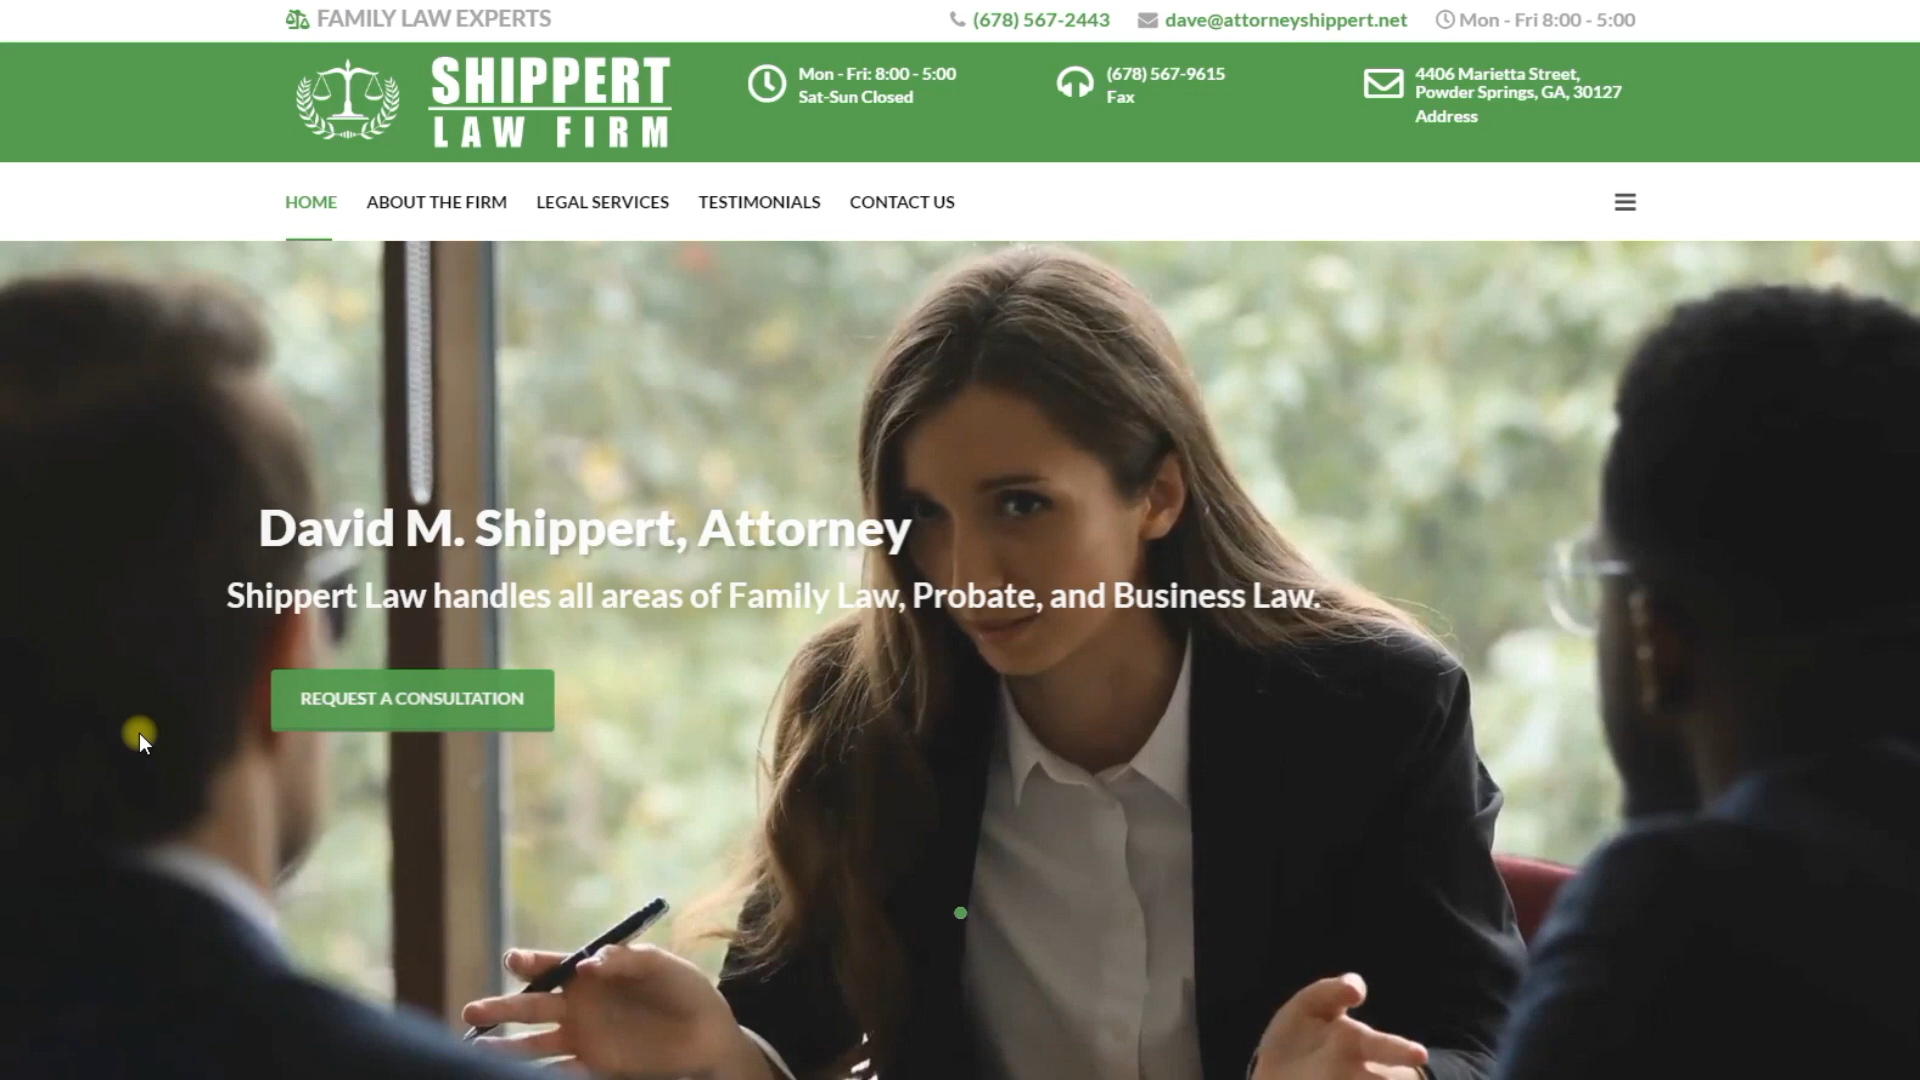 FAMILY LAW EXPERTS
(678) 567-2443
dave@attorneyshippert.net
Mon - Fri 8:00 - 5:00
SHIPPERT
LAW FIRM
Mon - Fri: 8:00 - 5:00
Sat-Sun Closed
(678) 567-9615
Fax
4406 Marietta Street,
Powder Springs, GA, 30127
Address
HOME
ABOUT THE FIRM
LEGAL SERVICES
TESTIMONIALS
CONTACT US
David M. Shippert, Attorney
Shippert Law handles all areas of Family Law, Probate, and Business Law.
REQUEST A CONSULTATION